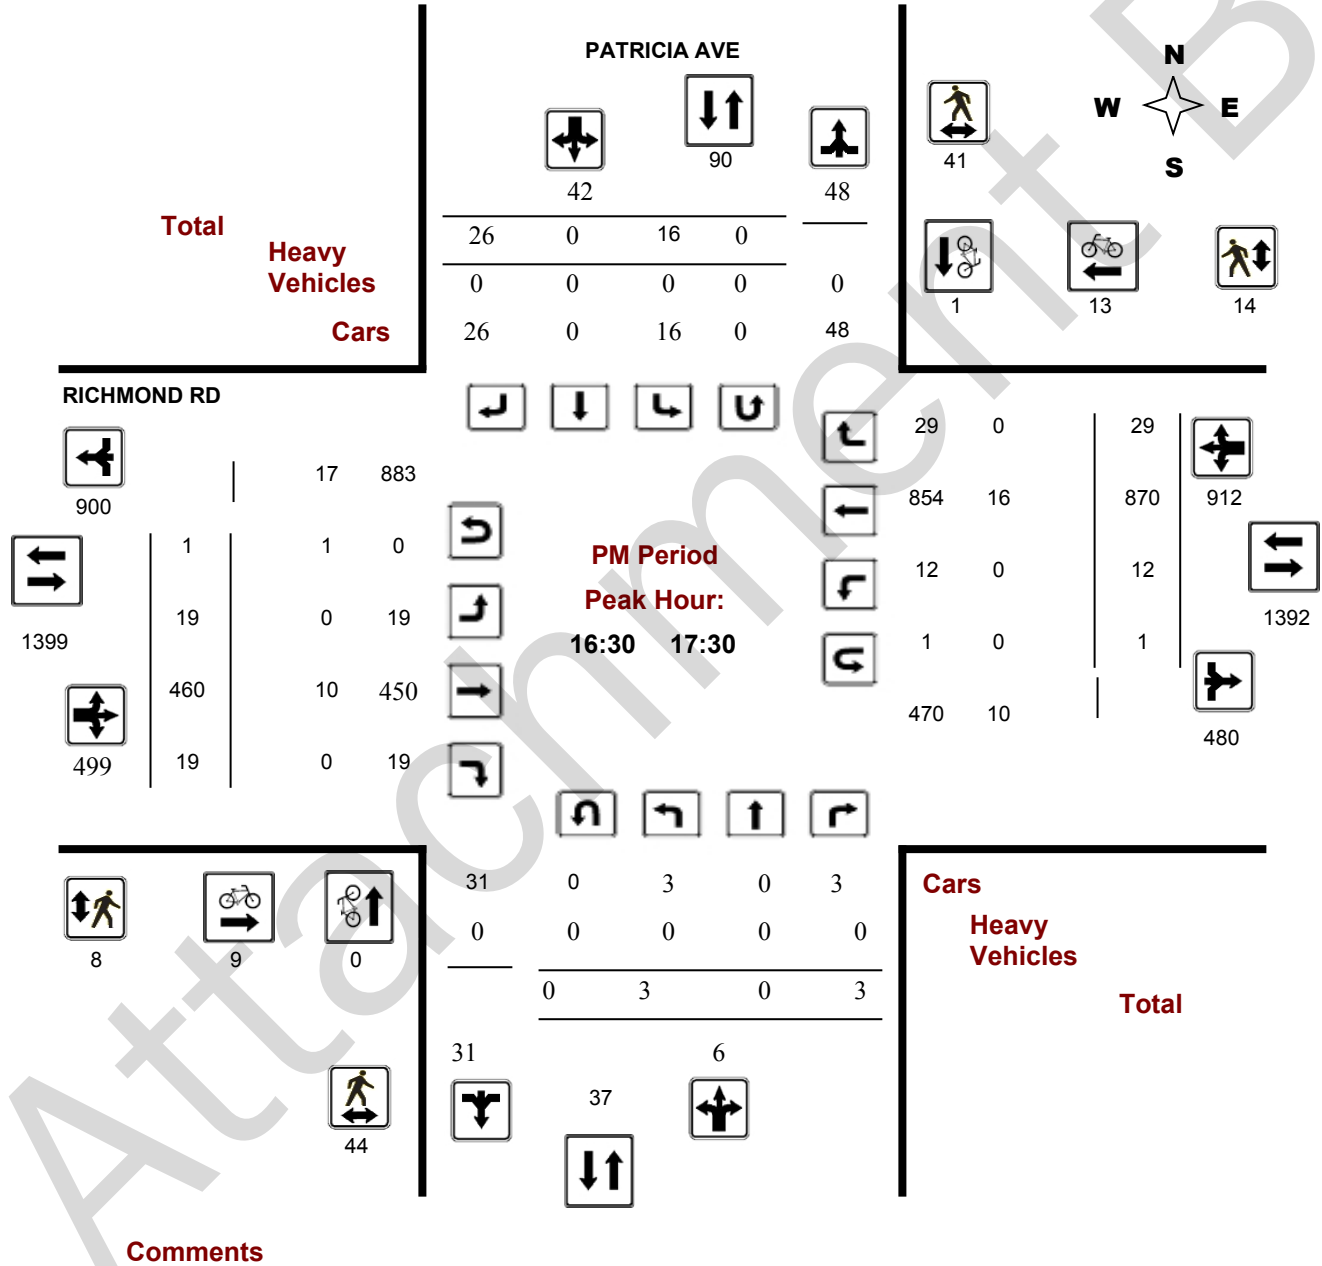 PATRICIA AVE
N
W E
S
90
41
42 48
Total
26 0 16 0
Heavy
Vehicles
0 0 0 0 0
1 13 14
Cars
26 0 16 0 48
RICHMOND RD
29 0 29
17 883
900
854 16 870 912
1 1 0
PM Period
12 0 12
Peak Hour:
19 0 19
1392
1399
16:30 17:30
1 0 1
460 10 450
470 10
480
499
19 0 19
31 0 3 0 3
Cars
Heavy
Vehicles
0 0 0 0 0
8 9 0
0 3 0 3
Total
31 6
37
44
Comments
Attachment B